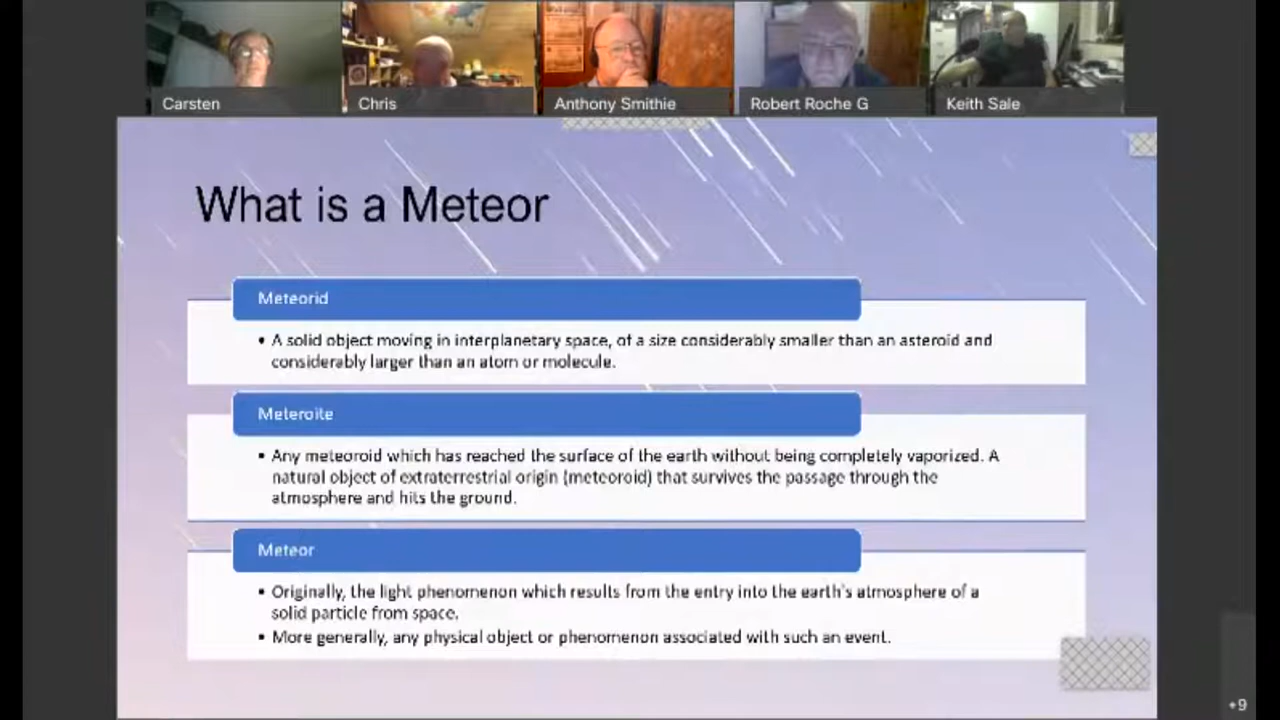 Carsten
Chris
Anthony Smithie
Robert Roche G
Keith Sale
What is a Meteor
Meteorid
• A solid object moving in interplanetary space, of a size considerably smaller than an asteroid and
considerably larger than an atom or molecule.
Meteroite
• Any meteoroid which has reached the surface of the earth without being completely vaporized. A
natural object of extraterrestrial origin (meteoroid) that survives the passage through the
atmosphere and hits the ground.
Meteor
• Originally, the light phenomenon which results from the entry into the earth's atmosphere of a
solid particle from space.
• More generally, any physical object or phenomenon associated with such an event.
+9